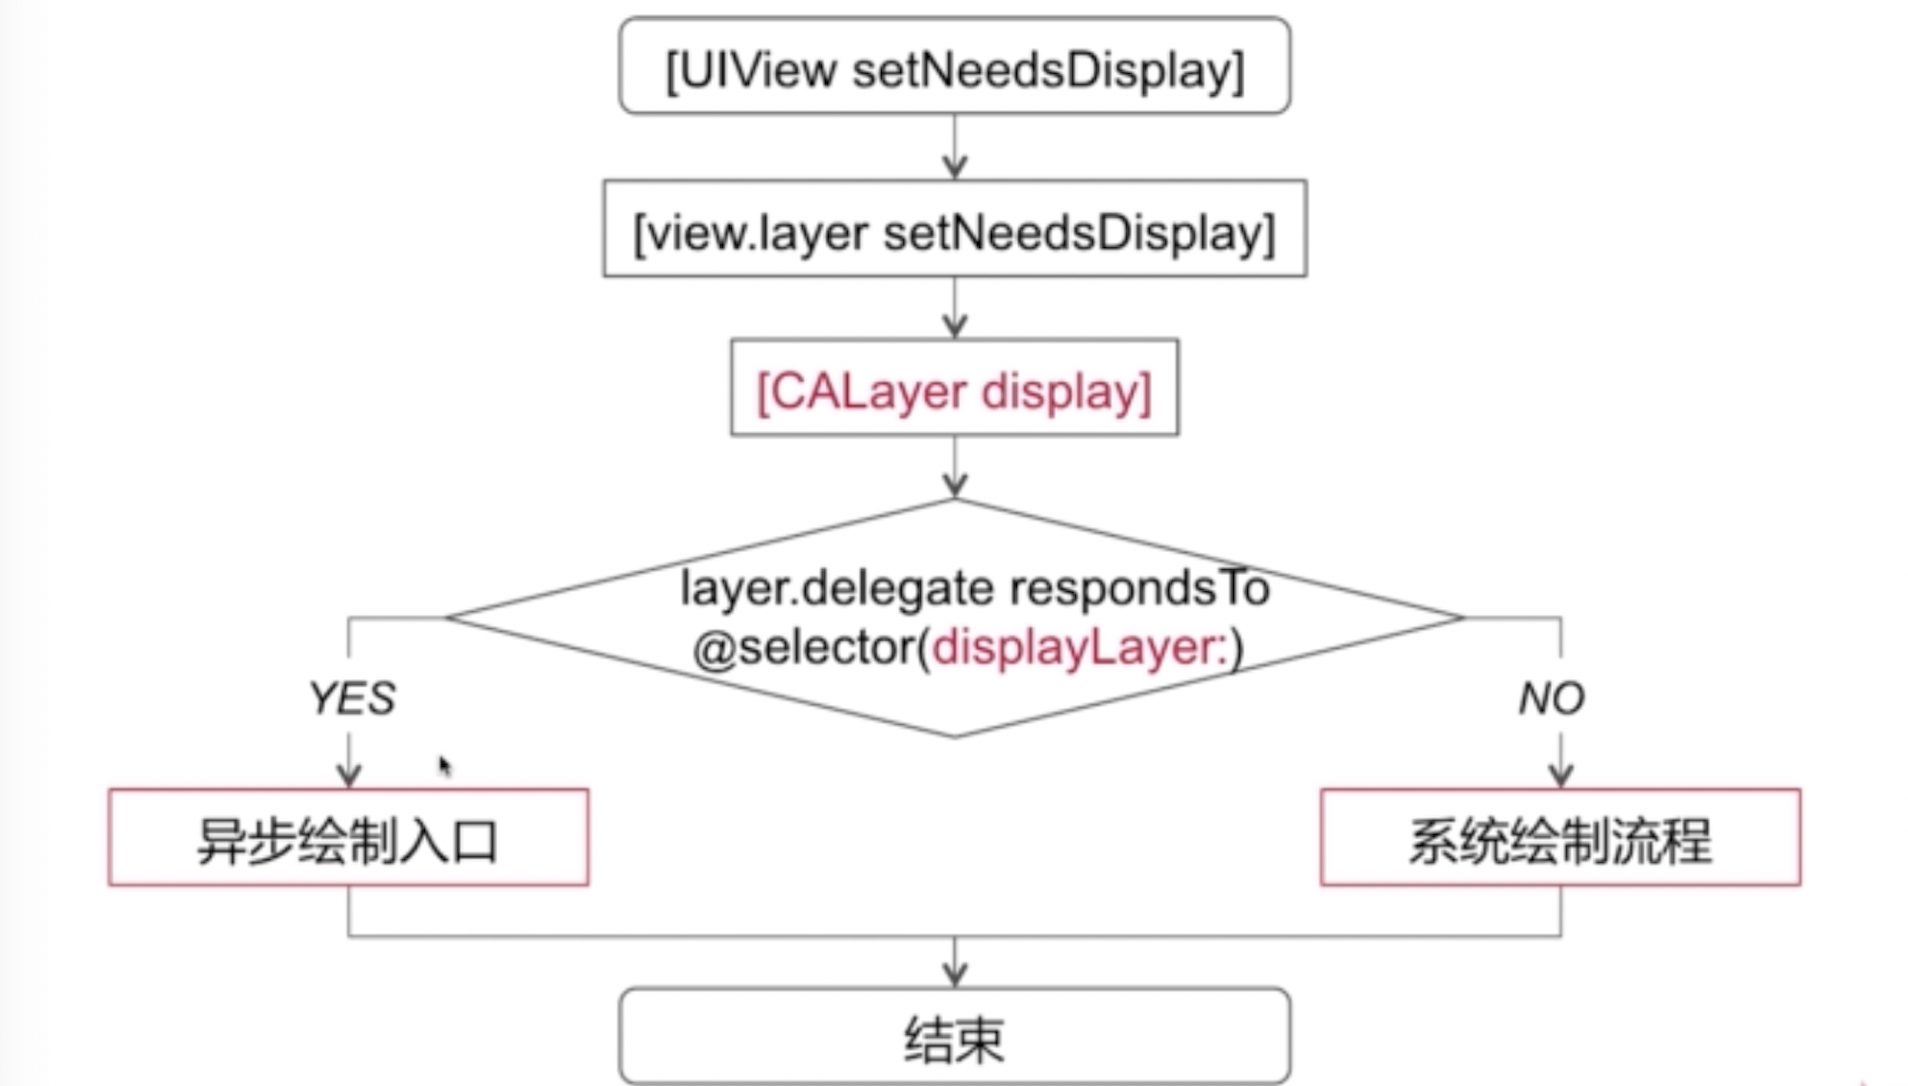 [UIView setNeedsDisplay]
[view.layer setNeedsDisplay]
[CALayer display]
layer.delegate respondsTo
@selector(displayLayer:)
YES
NO
异步绘制入口
系统绘制流程
结束